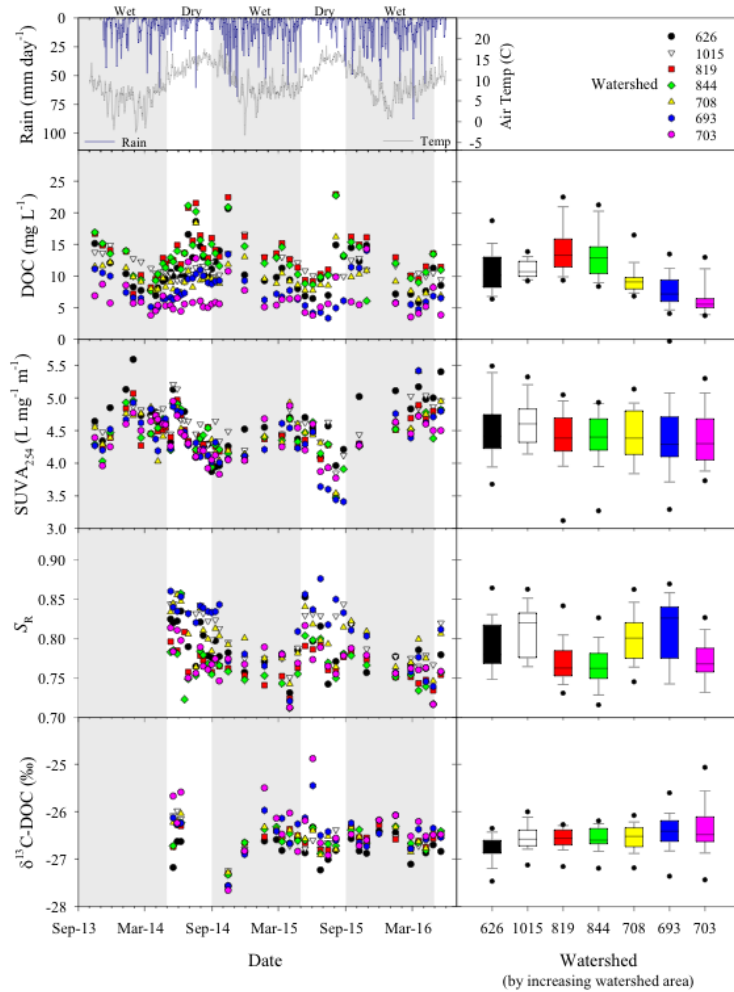 Wet Dry Wet Dry Wet
0
25
50
75
100
Rain (mm day⁻¹)
20
15
10
5
0
-5
Air Temp (C)
Rain Temp
Watershed
626
1015
819
844
708
693
703
25
20
15
10
5
0
DOC (mg L⁻¹)
5.5
5.0
4.5
4.0
3.5
3.0
SUVA₂₅₄ (L mg⁻¹ m⁻¹)
0.90
0.85
0.80
0.75
0.70
S_R
-25
-26
-27
-28
δ¹³C-DOC (‰)
Sep-13 Mar-14 Sep-14 Mar-15 Sep-15 Mar-16
626 1015 819 844 708 693 703
Date
Watershed
(by increasing watershed area)